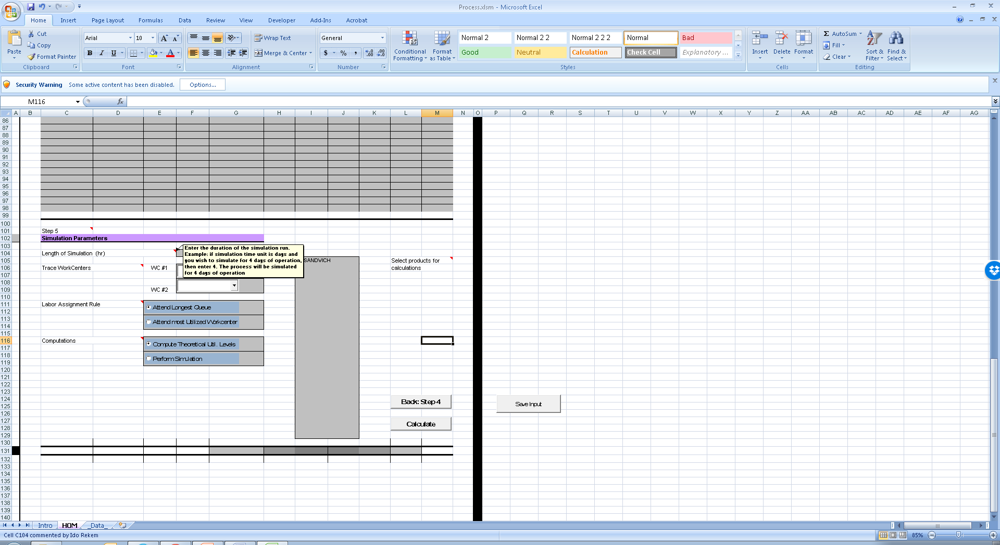 Process.xlsm - Microsoft Excel
Home Insert Page Layout Formulas Data Review View Developer Add-Ins Acrobat
Paste
Cut
Copy
Format Painter
Clipboard
Arial 10
B I U
Font
Wrap Text
Merge & Center
Alignment
General
$ % ,
Number
Conditional Formatting
Format as Table
Normal 2 Normal 2 2 Normal 2 2 2 Normal Bad
Good Neutral Calculation Check Cell Explanatory ...
Styles
Insert Delete Format
Cells
Σ AutoSum
Fill
Clear
Sort & Filter
Find & Select
Editing
Security Warning Some active content has been disabled. Options...
M116 fx
A B C D E F G H I J K L M N O P Q R S T U V W X Y Z AA AB AC AD AE AF AG
86
87
88
89
90
91
92
93
94
95
96
97
98
99
100
101 Step 5
102 Simulation Parameters
103
104 Length of Simulation (hr)
Enter the duration of the simulation run.
Example: if simulation time unit is days and
you wish to simulate for 4 days of operation,
then enter 4. The process will be simulated
for 4 days of operation
105 SANDWICH Select products for
106 Trace WorkCenters WC #1 calculations
107
108
109 WC #2
110
111 Labor Assignment Rule Attend Longest Queue
112
113 Attend most Utilized Workcenter
114
115
116 Computations Compute Theoretical Util. Levels
117
118
119 Perform Simulation
120
121
122
123
124 Back: Step 4 Save Input
125
126
127
128 Calculate
129
130
131
132
133
134
135
136
137
138
139
140
Intro HOM _Data_
Cell C104 commented by Ido Rekem 85%